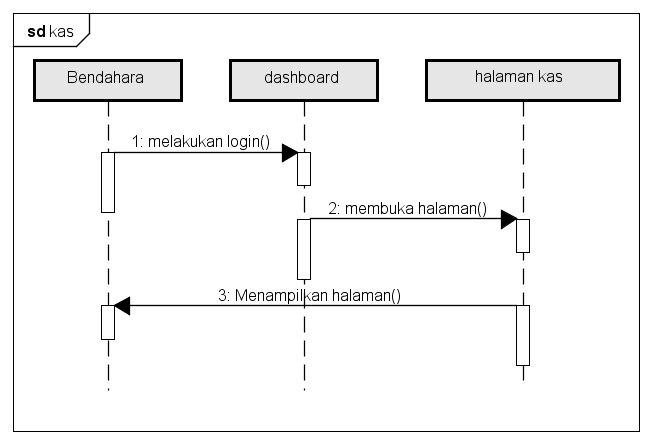 sd kas
Bendahara
dashboard
halaman kas
1: melakukan login()
2: membuka halaman()
3: Menampilkan halaman()